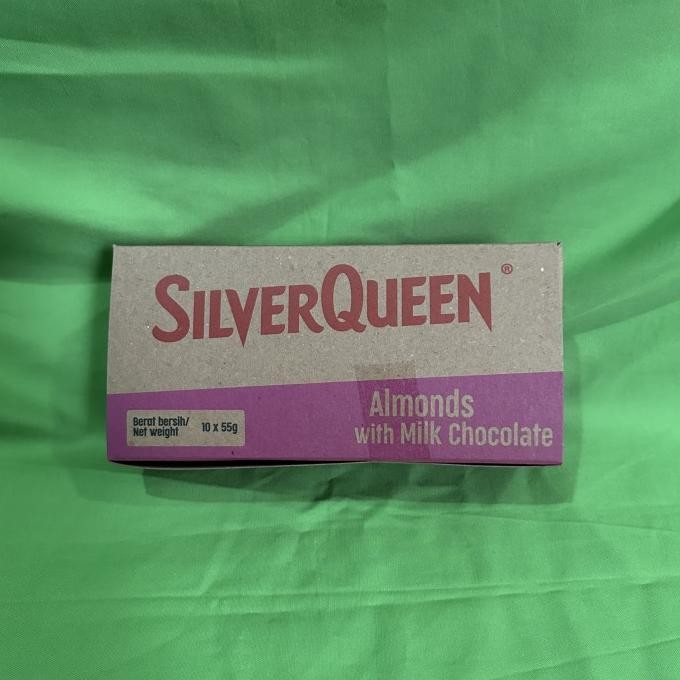 SILVERQUEEN®
Almonds
with Milk Chocolate
Berat bersih/
Net weight
10 x 55g